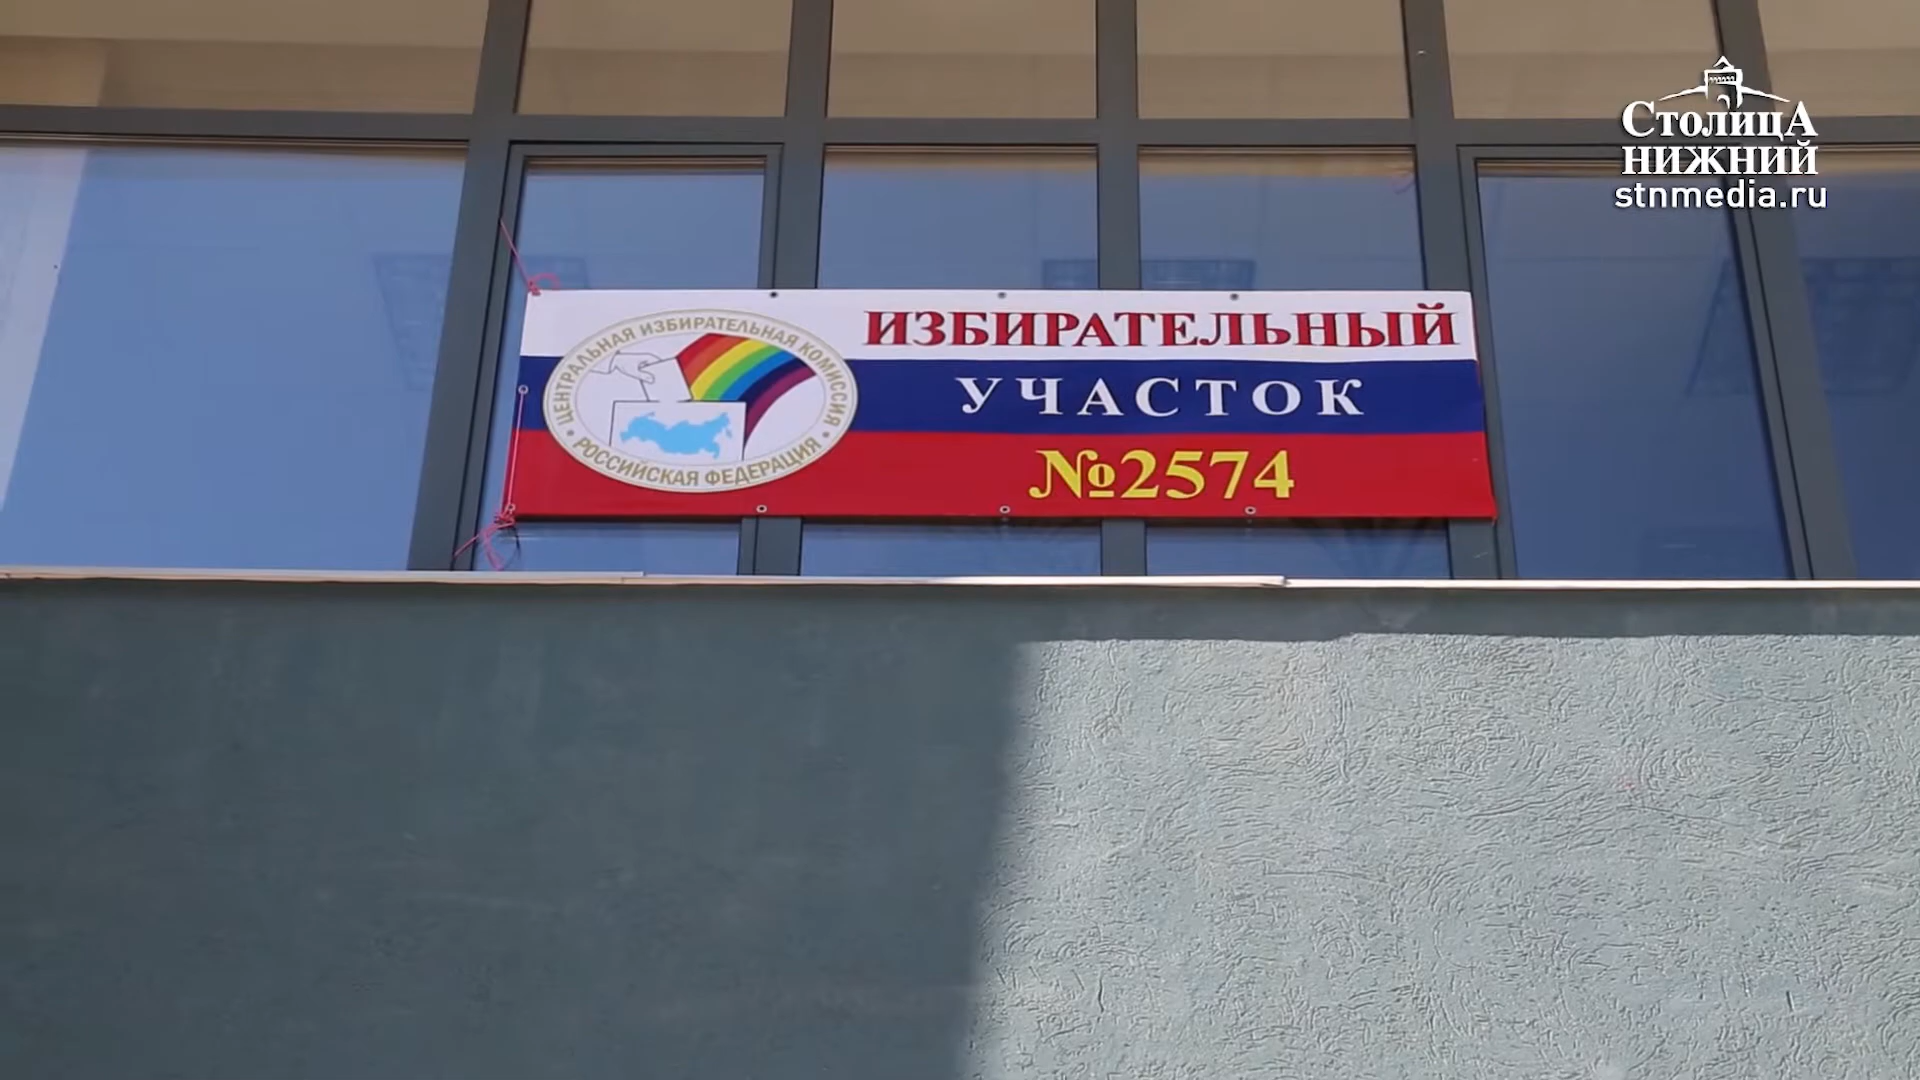 СТОЛИЦА
НИЖНИЙ
stnmedia.ru
ИЗБИРАТЕЛЬНЫЙ
УЧАСТОК
№2574
ЦЕНТРАЛЬНАЯ ИЗБИРАТЕЛЬНАЯ КОМИССИЯ
РОССИЙСКАЯ ФЕДЕРАЦИЯ